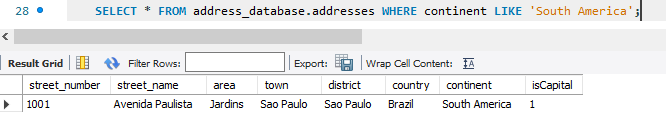 28 SELECT * FROM address_database.addresses WHERE continent LIKE 'South America';
Result Grid Filter Rows: Export: Wrap Cell Content: IA
street_number street_name area town district country continent isCapital
1001 Avenida Paulista Jardins Sao Paulo Sao Paulo Brazil South America 1